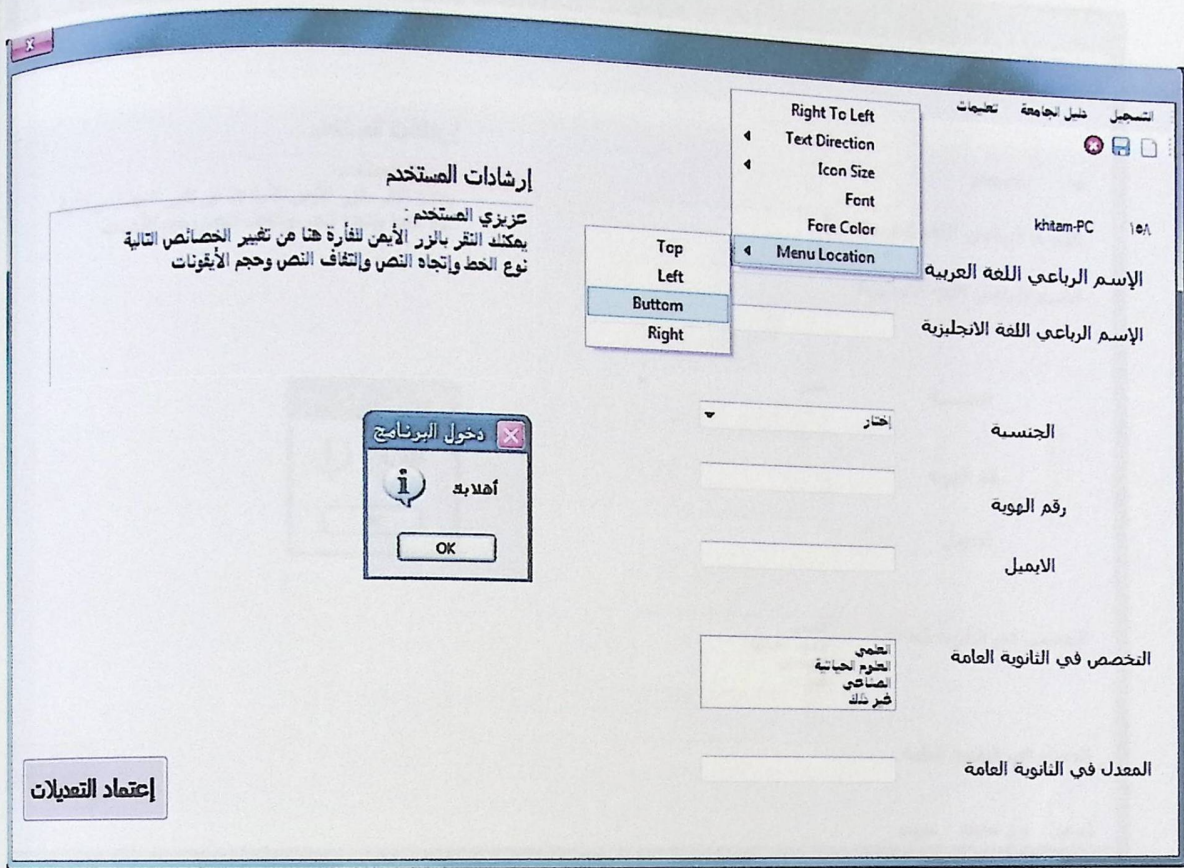 x
التسجيل دليل الجامعة تعليمات
Right To Left
Text Direction
Icon Size
Font
Fore Color
Menu Location
Top
Left
Buttom
Right
khitam-PC ١٥٨
إرشادات المستخدم
عزيزي المستخدم :
يمكنك النقر بالزر الأيمن للفأرة هنا من تغيير الخصائص التالية
نوع الخط وإتجاه النص وإلتفاف النص وحجم الأيقونات
الإسم الرباعي اللغة العربية
الإسم الرباعي اللغة الانجليزية
الجنسية
إختار
رقم الهوية
الايميل
دخول البرنامج
أهلا بك
OK
التخصص في الثانوية العامة
العلمي
العلوم الحياتية
الصناعي
غير ذلك
المعدل في الثانوية العامة
إعتماد التعديلات